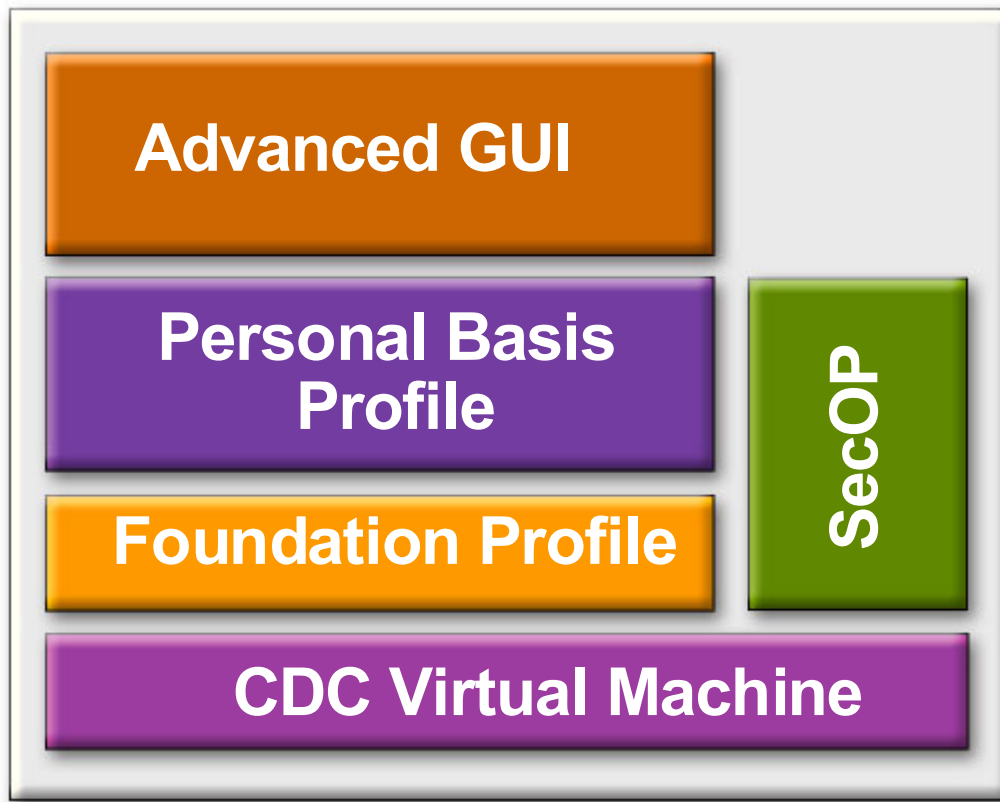 Advanced GUI
Personal Basis
Profile
SecOP
Foundation Profile
CDC Virtual Machine